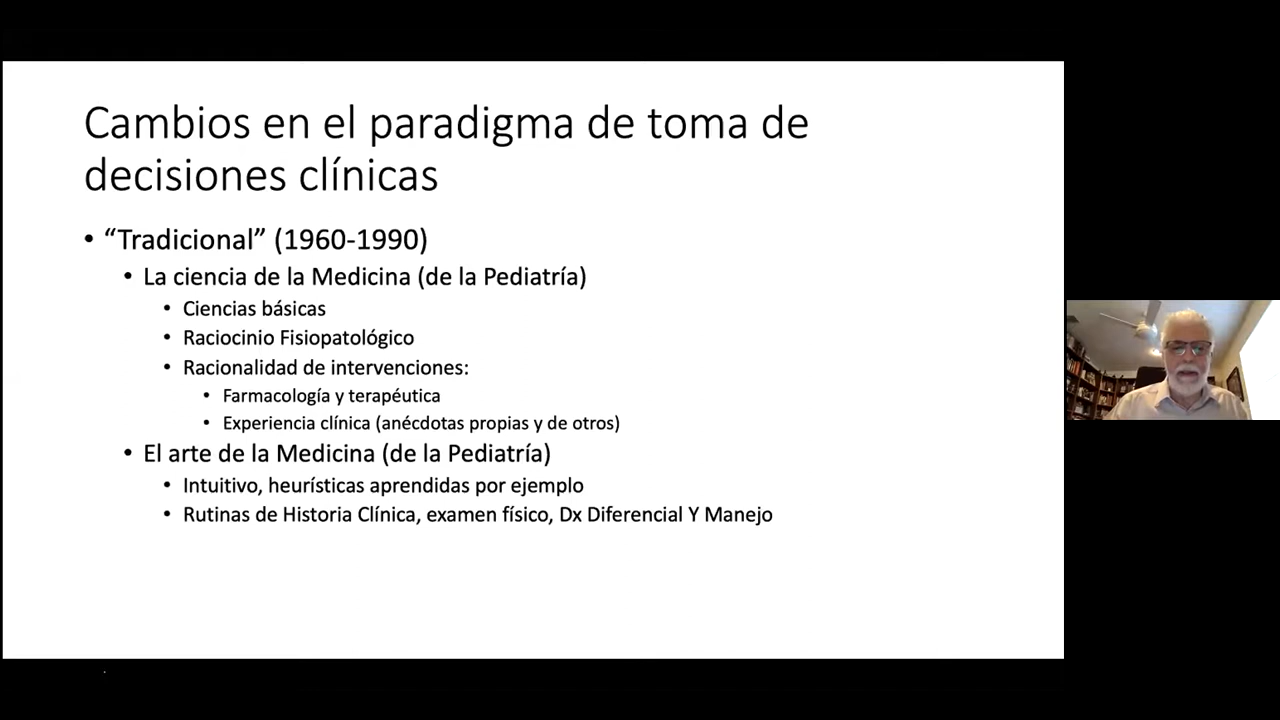 Cambios en el paradigma de toma de
decisiones clínicas
• “Tradicional” (1960-1990)
• La ciencia de la Medicina (de la Pediatría)
• Ciencias básicas
• Raciocinio Fisiopatológico
• Racionalidad de intervenciones:
• Farmacología y terapéutica
• Experiencia clínica (anécdotas propias y de otros)
• El arte de la Medicina (de la Pediatría)
• Intuitivo, heurísticas aprendidas por ejemplo
• Rutinas de Historia Clínica, examen físico, Dx Diferencial Y Manejo